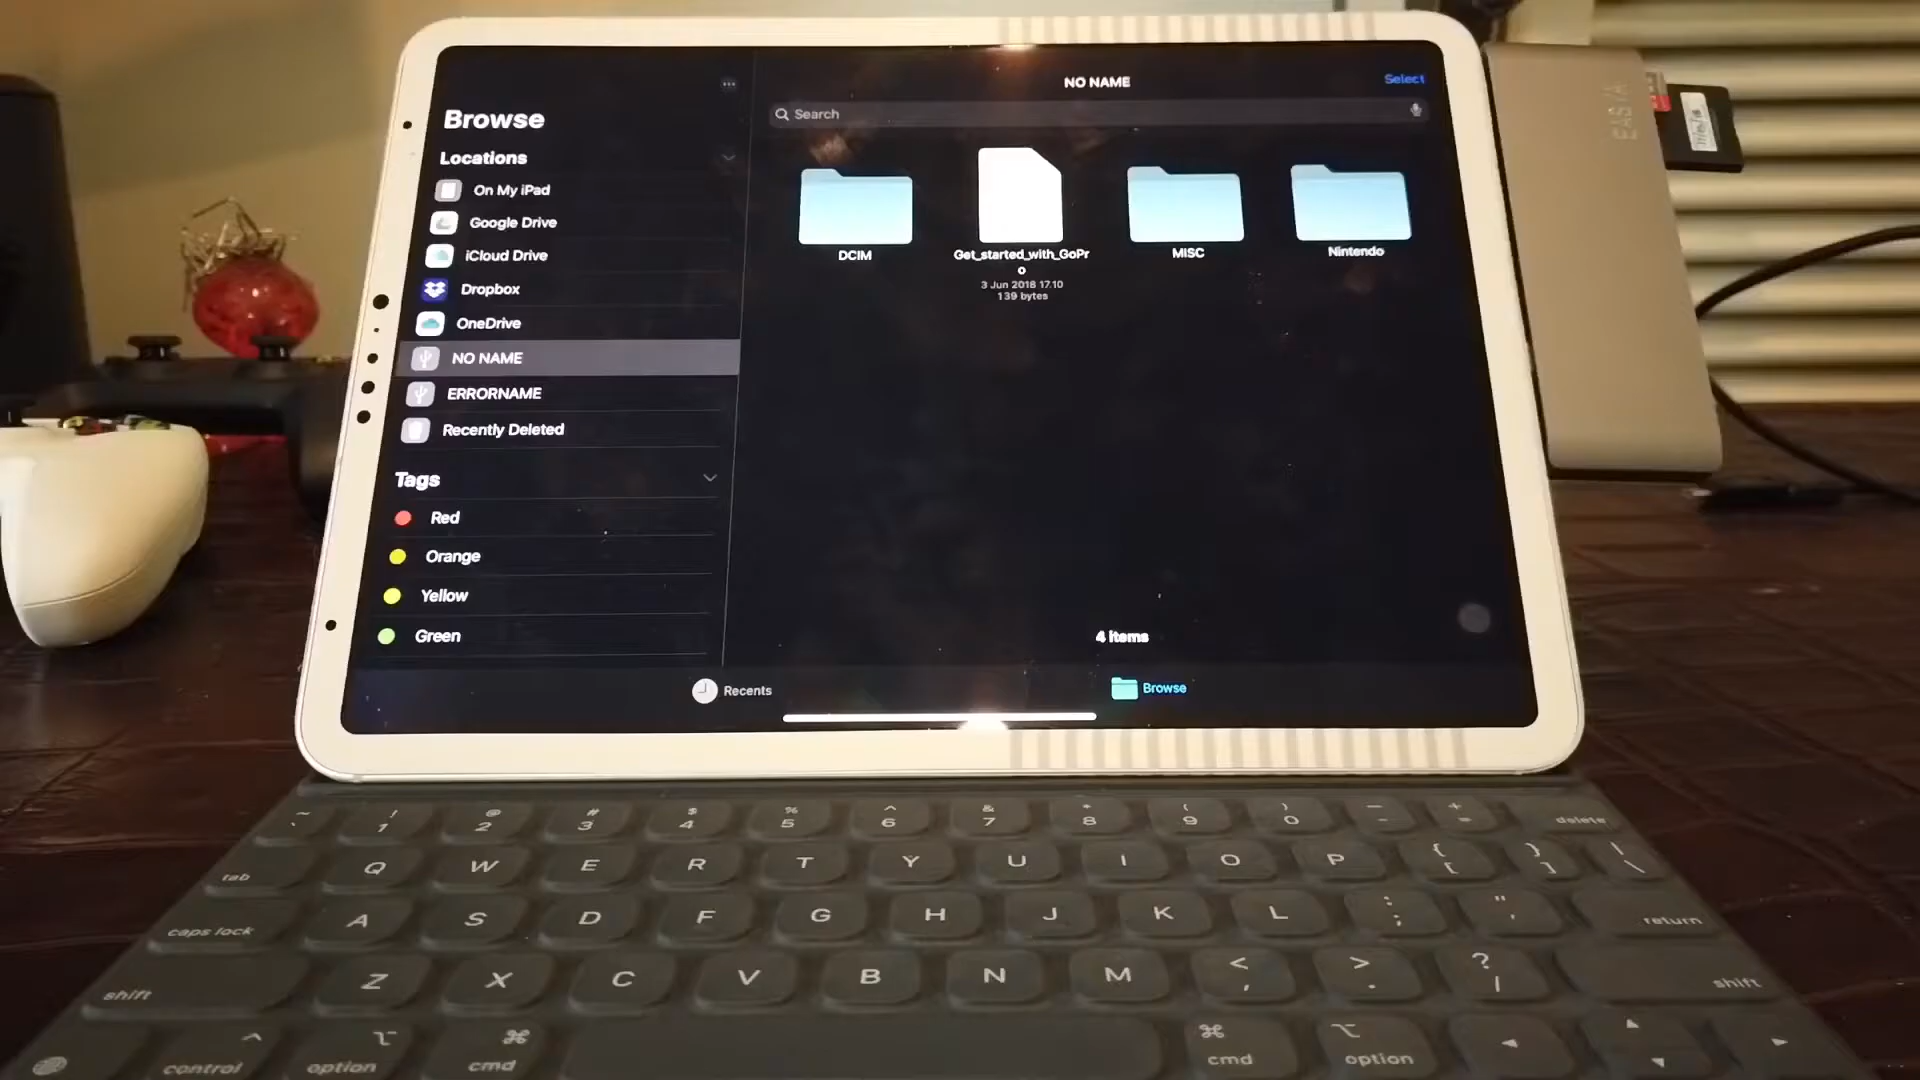 Browse
Locations
On My iPad
Google Drive
iCloud Drive
Dropbox
OneDrive
NO NAME
ERRORNAME
Recently Deleted
Tags
Red
Orange
Yellow
Green
NO NAME
Select
Search
DCIM
Get_started_with_GoPr
o
3 Jun 2018 17.10
139 bytes
MISC
Nintendo
4 items
Recents
Browse
EASYA
~ ! @ # $ % ^ & * ( ) _ + delete
` 1 2 3 4 5 6 7 8 9 0 - =
tab Q W E R T Y U I O P { [ } ] | \
caps lock A S D F G H J K L : ; " ' return
shift Z X C V B N M < , > . ? / shift
control option cmd cmd option